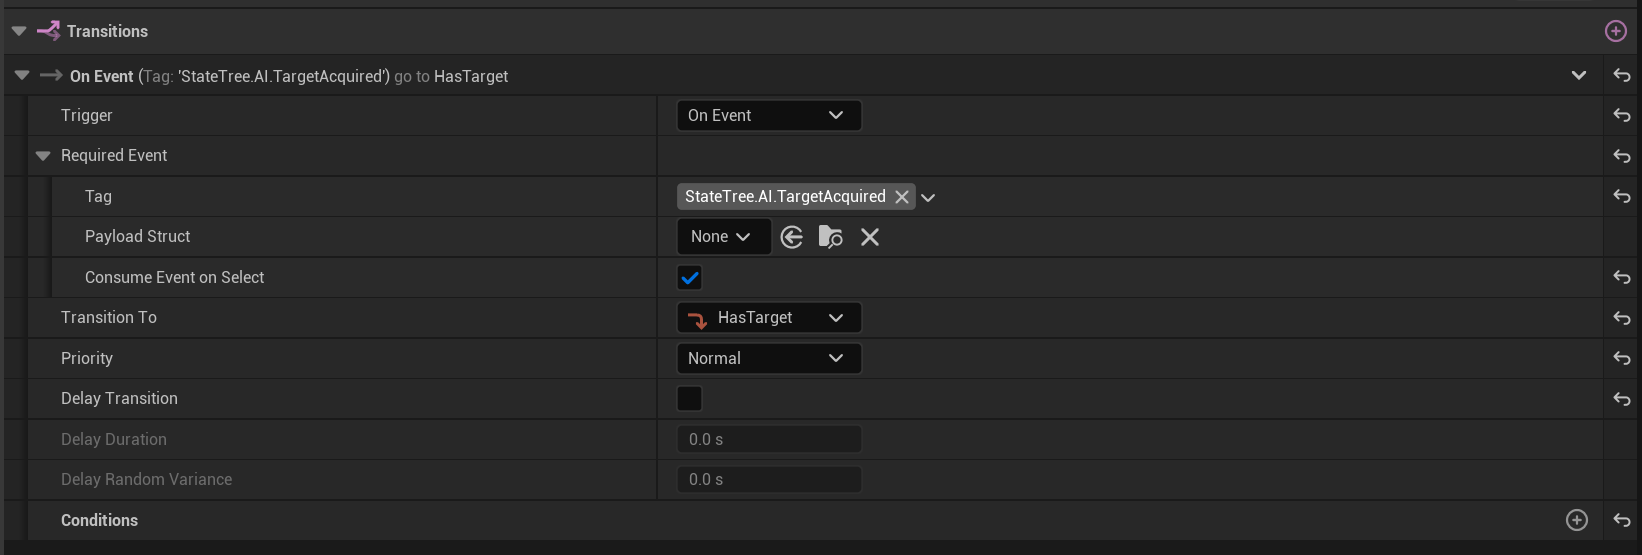 Transitions
On Event (Tag: 'StateTree.AI.TargetAcquired') go to HasTarget
Trigger On Event
Required Event
Tag StateTree.AI.TargetAcquired
Payload Struct None
Consume Event on Select
Transition To HasTarget
Priority Normal
Delay Transition
Delay Duration 0.0 s
Delay Random Variance 0.0 s
Conditions